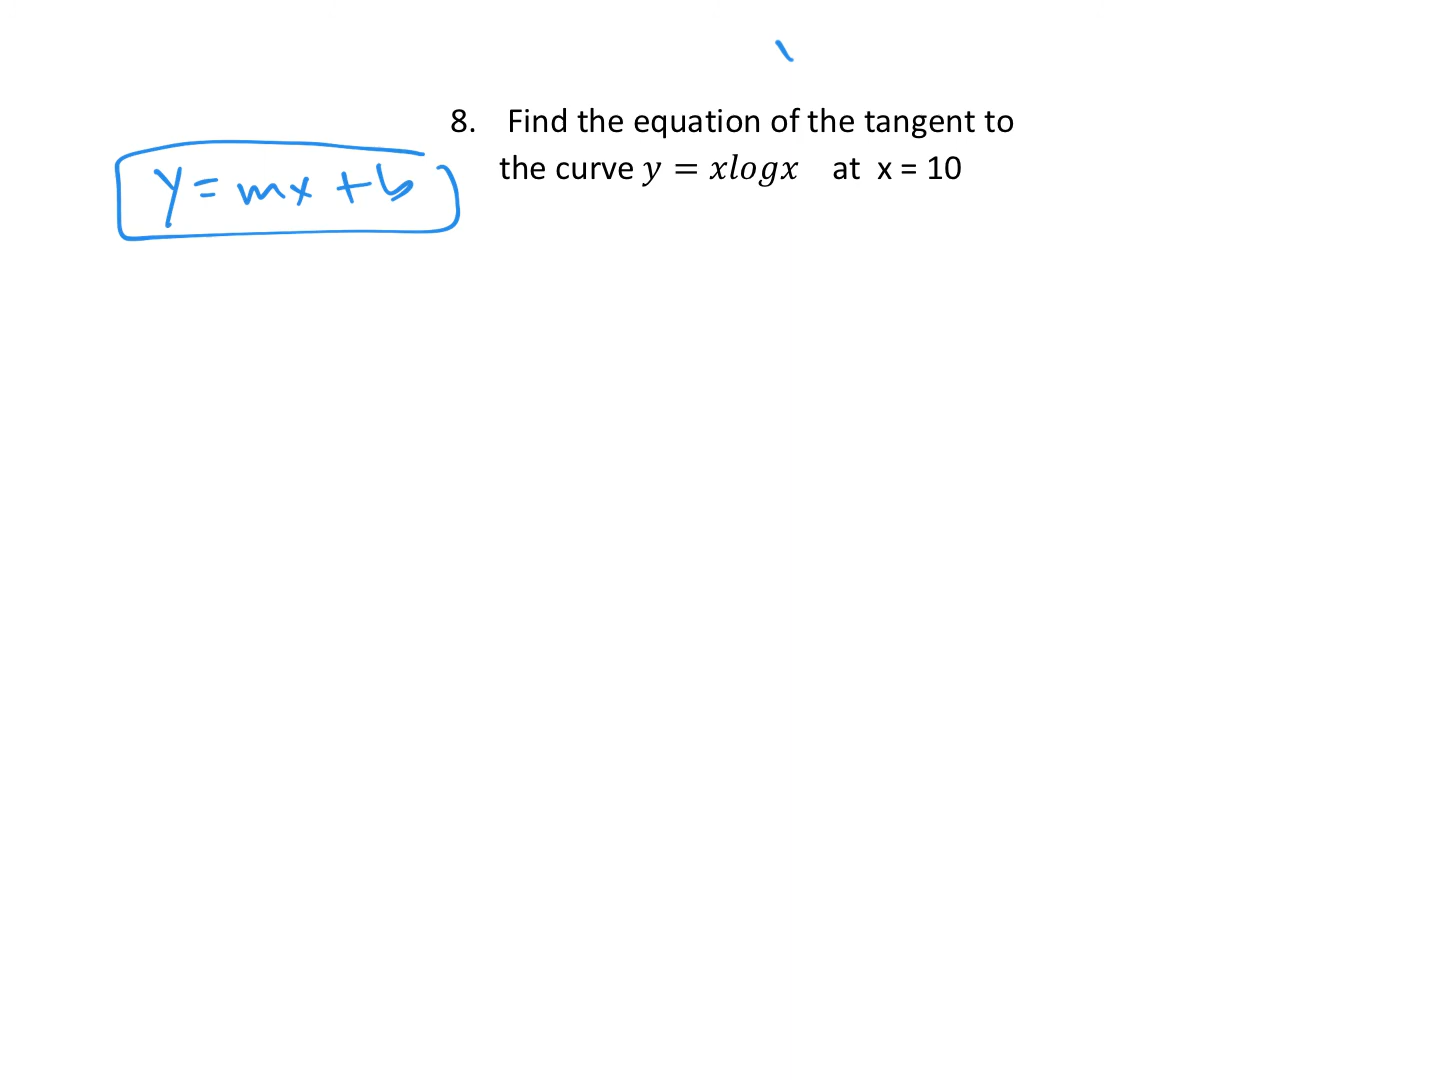 8. Find the equation of the tangent to
the curve y = xlogx at x = 10
y = mx + b